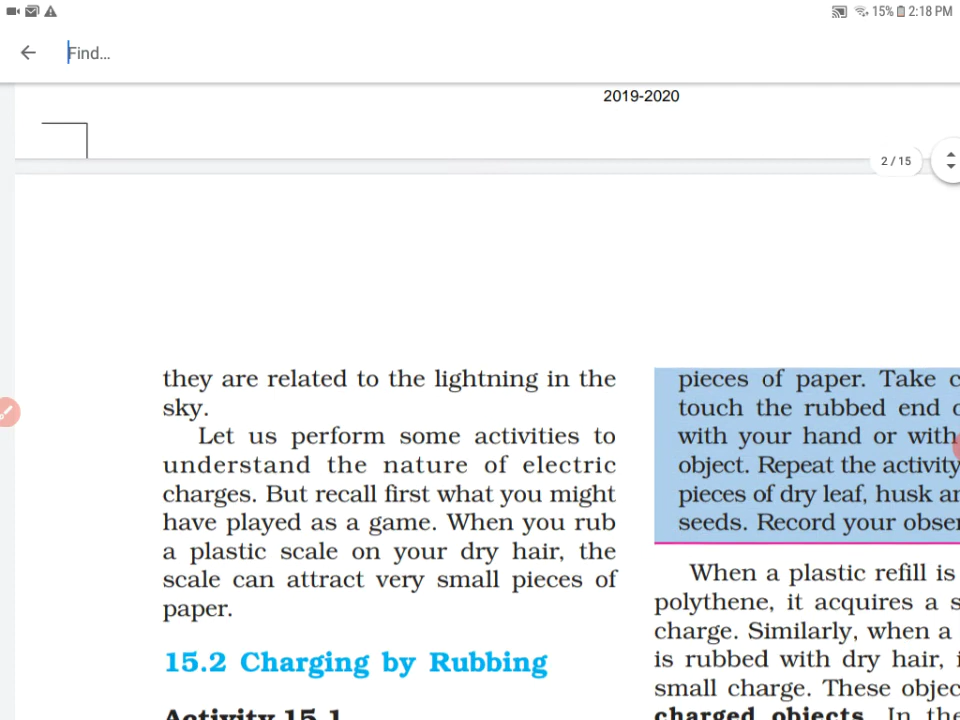 15% 2:18 PM
Find...
2019-2020
2 / 15
they are related to the lightning in the
sky.
Let us perform some activities to
understand the nature of electric
charges. But recall first what you might
have played as a game. When you rub
a plastic scale on your dry hair, the
scale can attract very small pieces of
paper.
15.2 Charging by Rubbing
Activity 15.1
pieces of paper. Take
touch the rubbed end
with your hand or with
object. Repeat the activity
pieces of dry leaf, husk
seeds. Record your
When a plastic refill is
polythene, it acquires a
charge. Similarly, when a
is rubbed with dry hair,
small charge. These
charged objects. In the